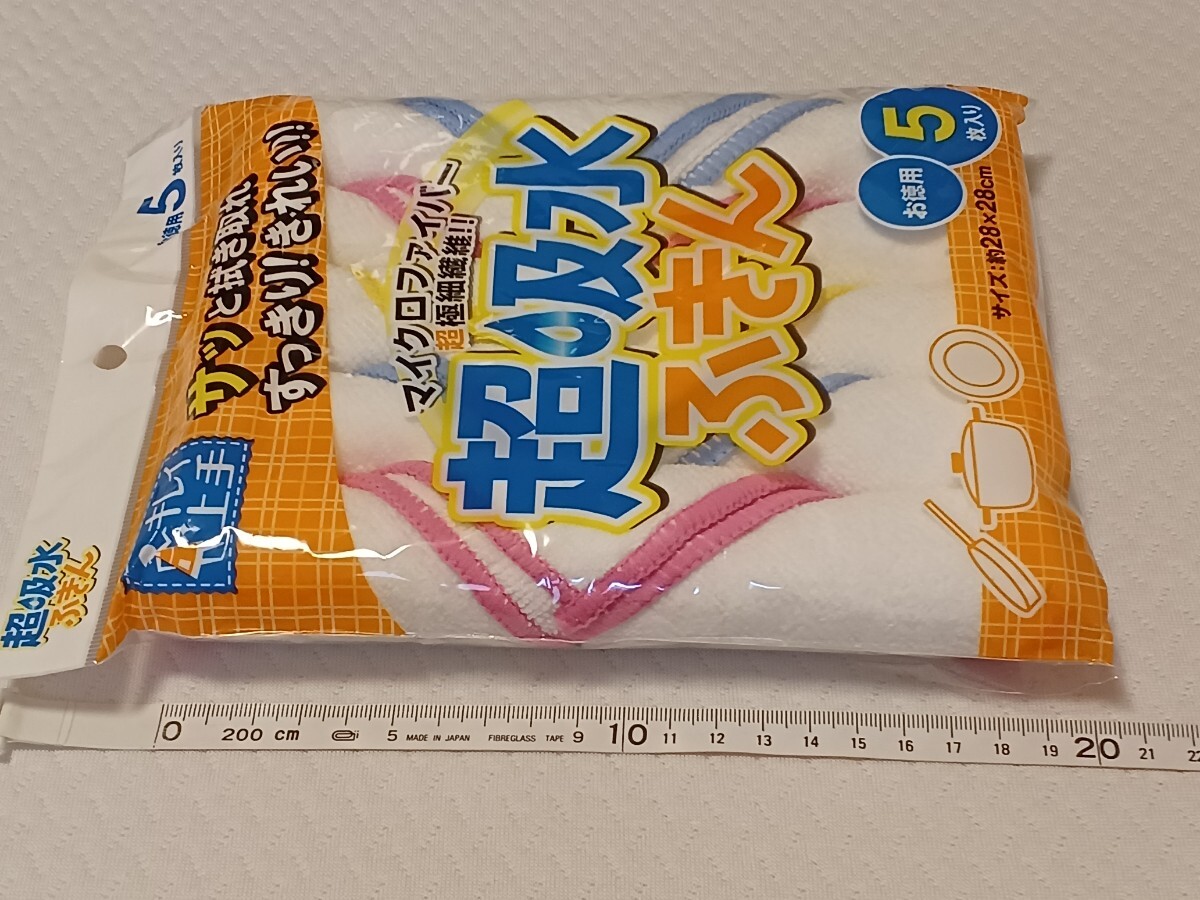 お徳用5枚入り
超吸水
ふきん
サッと拭き取れ
すっきり!きれいい!!
キレイ
上手
マイクロファイバー
超極細繊維!!
超吸水
ふきん
お徳用
5枚入り
サイズ:約28×28cm
0 200 cm 5 MADE IN JAPAN FIBREGLASS TAPE 9 10 11 12 13 14 15 16 17 18 19 20 21 22